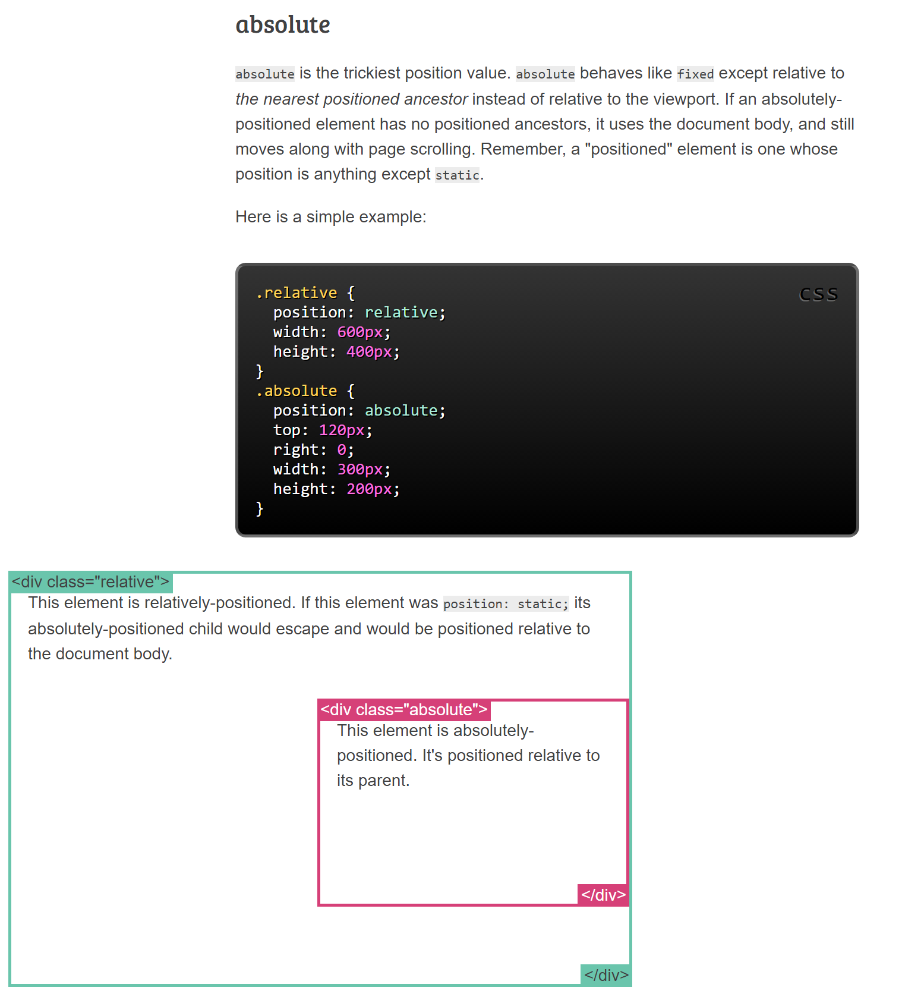 absolute
absolute is the trickiest position value. absolute behaves like fixed except relative to
the nearest positioned ancestor instead of relative to the viewport. If an absolutely-
positioned element has no positioned ancestors, it uses the document body, and still
moves along with page scrolling. Remember, a "positioned" element is one whose
position is anything except static.
Here is a simple example:
CSS
.relative {
  position: relative;
  width: 600px;
  height: 400px;
}
.absolute {
  position: absolute;
  top: 120px;
  right: 0;
  width: 300px;
  height: 200px;
}
<div class="relative">
This element is relatively-positioned. If this element was position: static; its
absolutely-positioned child would escape and would be positioned relative to
the document body.
<div class="absolute">
This element is absolutely-
positioned. It's positioned relative to
its parent.
</div>
</div>